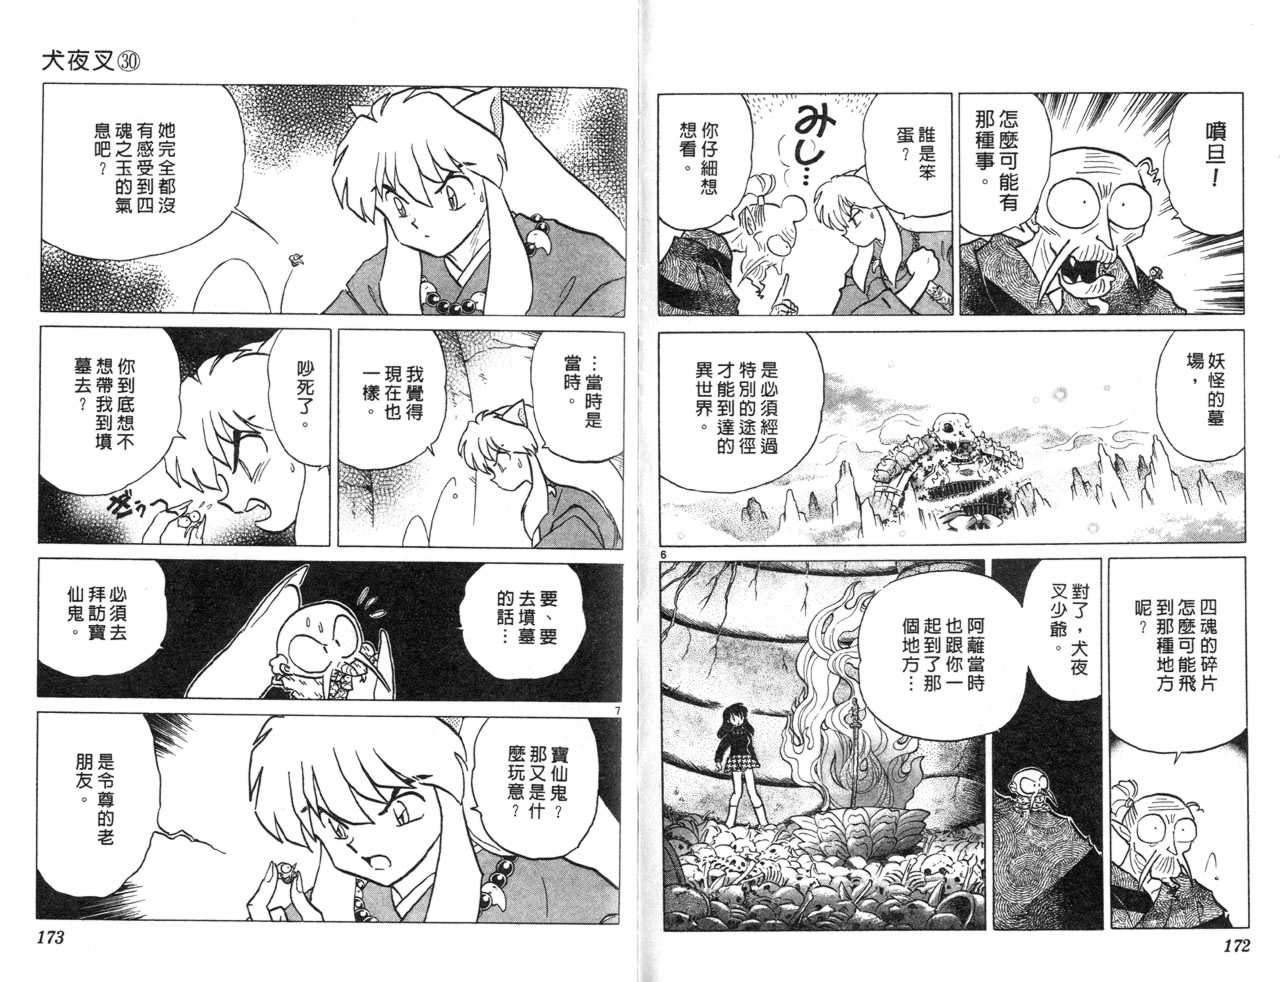 犬夜叉㉚
噴旦！
怎麼可能有
那種事。
誰是笨
蛋？
みし…
你仔細想
想看。
妖怪的墓
場，
是必須經過
特別的途徑
才能到達的
異世界。
四魂的碎片
怎麼可能飛
到那種地方
呢？
對了，犬夜
叉少爺。
阿離當時
也跟你一
起到了那
個地方…
6
172
她完全都沒
有感受到四
魂之玉的氣
息吧？
…當時是
當時。
我覺得
現在也
一樣。
吵死了。
你到底想不
想帶我到墳
墓去？
ギゅ〜
要、要
去墳墓
的話…
必須去
拜訪寶
仙鬼。
7
寶仙鬼？
那又是什
麼玩意？
是令尊的老
朋友。
173